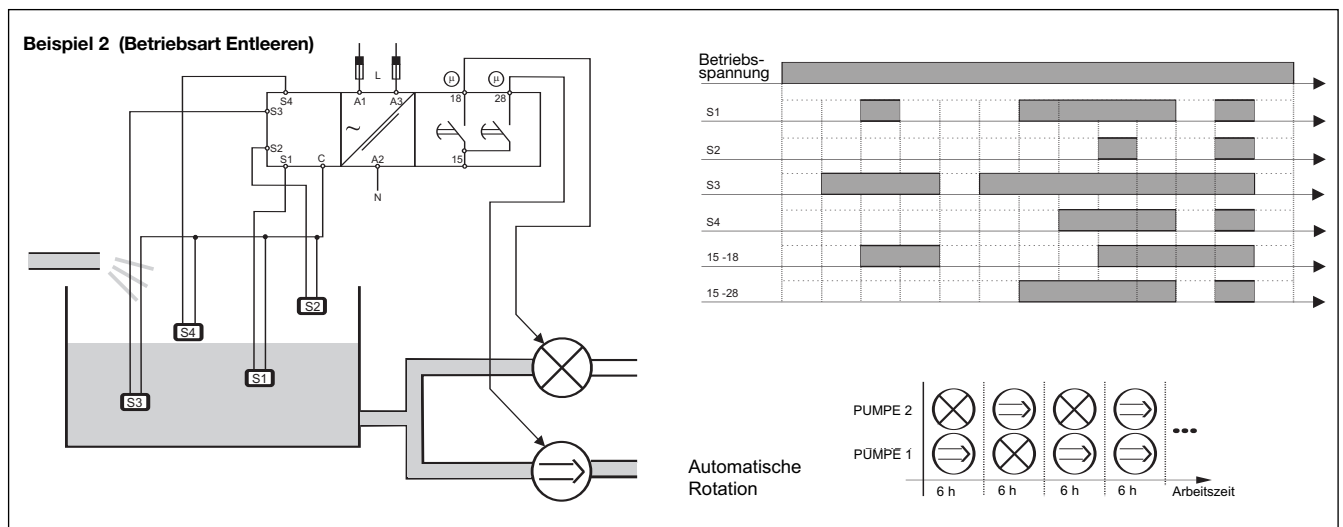 Beispiel 2 (Betriebsart Entleeren)
L
µ
µ
S4
A1
A3
18
28
S3
~
S2
S1
C
A2
15
N
S2
S4
S1
S3
Betriebs-
spannung
S1
S2
S3
S4
15 -18
15 -28
PUMPE 2
PUMPE 1
Automatische
Rotation
6 h
6 h
6 h
6 h
Arbeitszeit